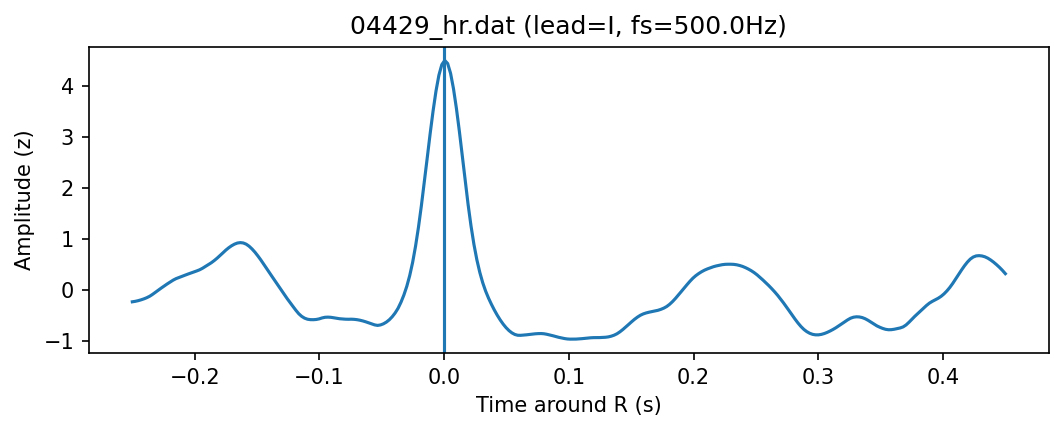 04429_hr.dat (lead=I, fs=500.0Hz)
Amplitude (z)
4
3
2
1
0
−1
−0.2 −0.1 0.0 0.1 0.2 0.3 0.4
Time around R (s)